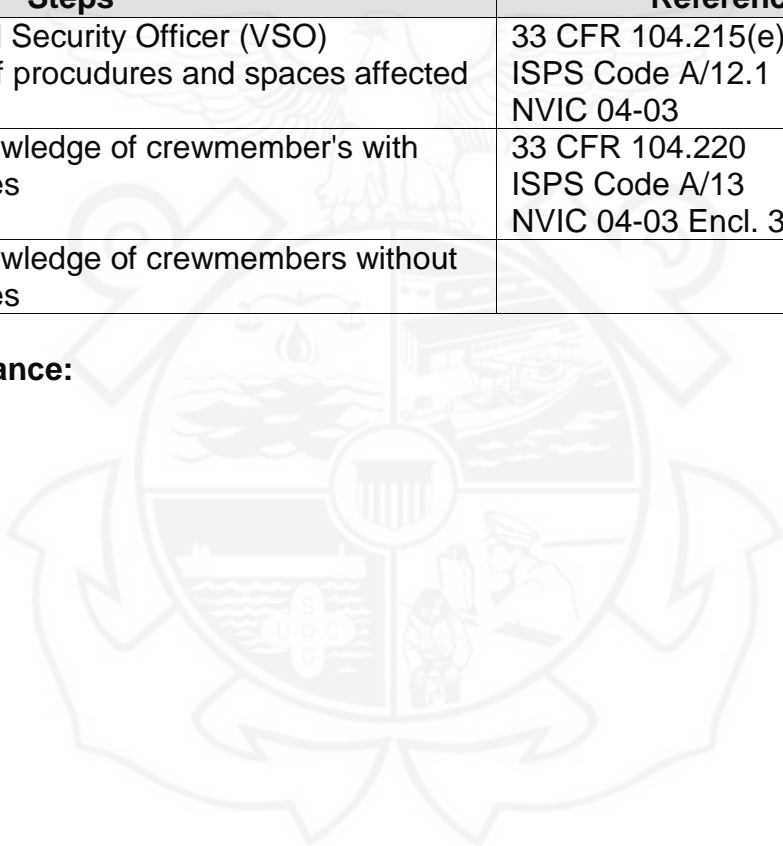 Steps Referenc
l Security Officer (VSO) 33 CFR 104.215(e)
f procudures and spaces affected ISPS Code A/12.1
NVIC 04-03
wledge of crewmember's with 33 CFR 104.220
es ISPS Code A/13
NVIC 04-03 Encl. 3
wledge of crewmembers without
es
ance:
S
U O C
G